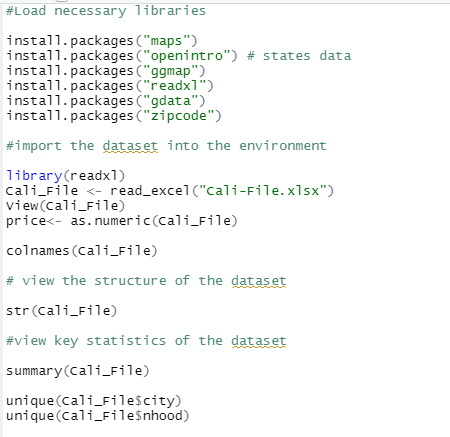 #Load necessary libraries
install.packages("maps")
install.packages("openintro") # states data
install.packages("ggmap")
install.packages("readxl")
install.packages("gdata")
install.packages("zipcode")
#import the dataset into the environment
library(readxl)
Cali_File <- read_excel("Cali-File.xlsx")
View(Cali_File)
price<- as.numeric(Cali_File)
colnames(Cali_File)
# view the structure of the dataset
str(Cali_File)
#view key statistics of the dataset
summary(Cali_File)
unique(Cali_File$city)
unique(Cali_File$nhood)